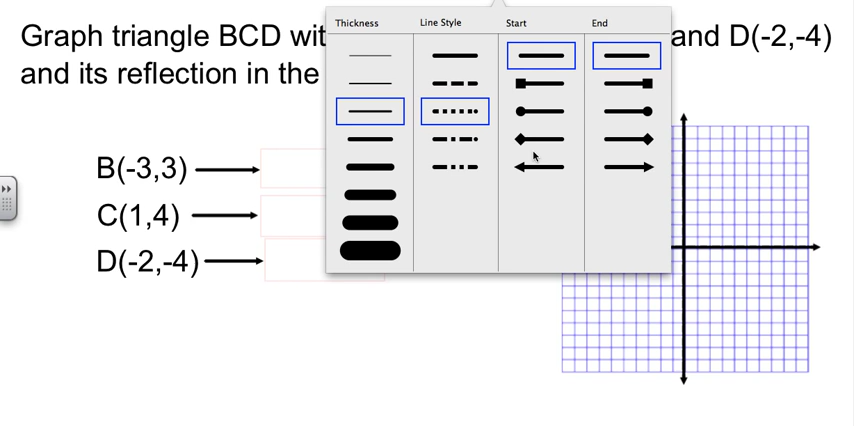 Thickness Line Style Start End
Graph triangle BCD wit and D(-2,-4)
and its reflection in the
B(-3,3)
C(1,4)
D(-2,-4)